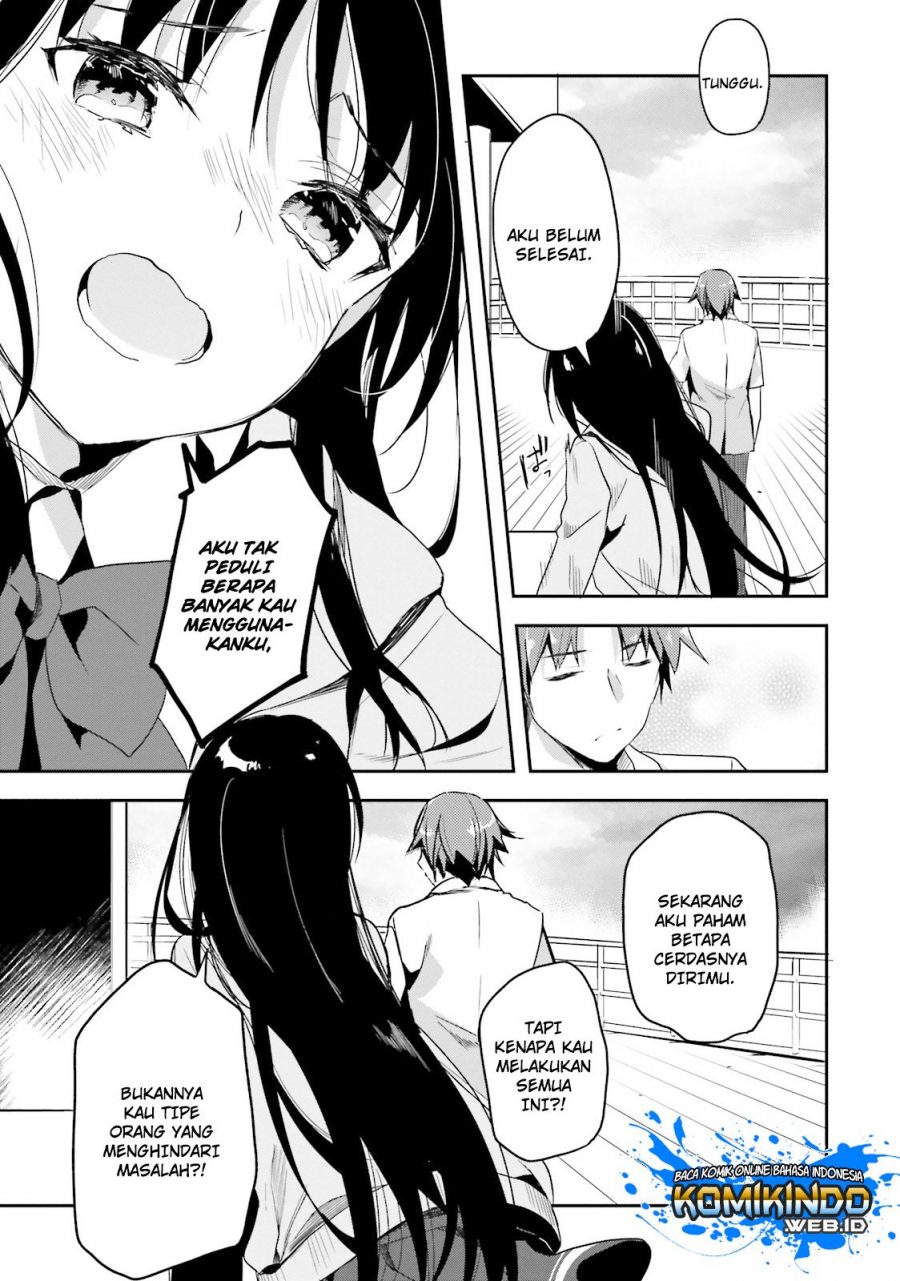 TUNGGU.
AKU BELUM
SELESAI.
ばっ
AKU TAK
PEDULI
BERAPA
BANYAK KAU
MENGGUNA-
KANKU,
SEKARANG
AKU PAHAM
BETAPA
CERDASNYA
DIRIMU.
TAPI
KENAPA KAU
MELAKUKAN
SEMUA
INI?!
BUKANNYA
KAU TIPE
ORANG YANG
MENGHINDARI
MASALAH?!
BACA KOMIK ONLINE BAHASA INDONESIA
KOMIKINDO
WEB.ID